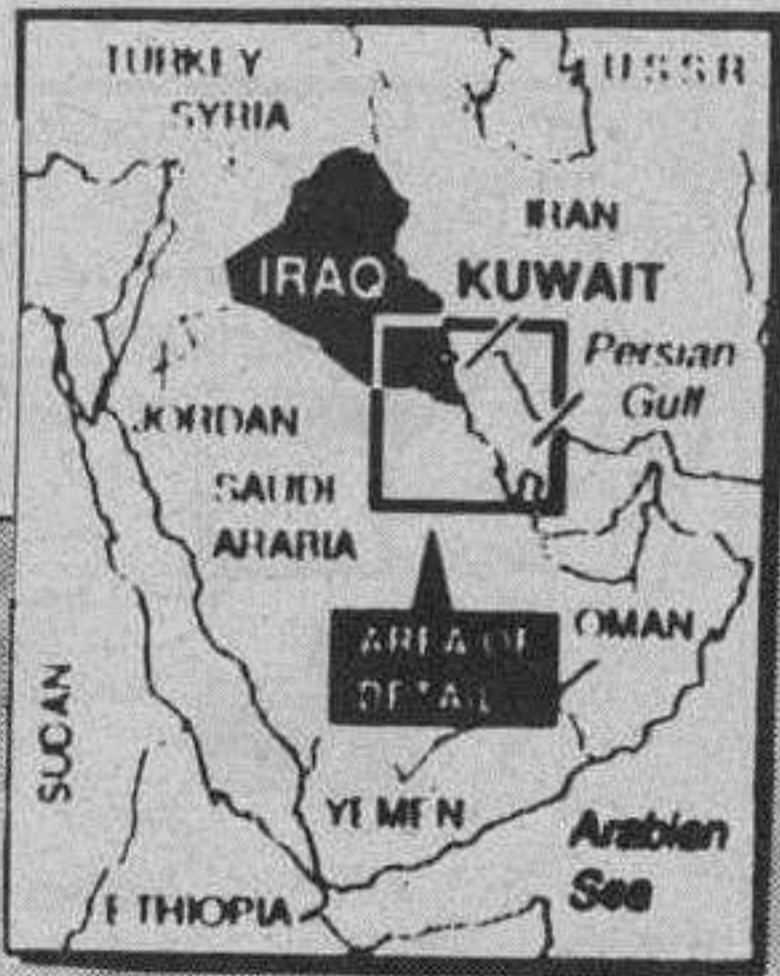 TURKEY
U S S R
SYRIA
IRAN
IRAQ
KUWAIT
Persian
Gulf
JORDAN
SAUDI
ARABIA
AREA OF
DETAIL
OMAN
SUDAN
YEMEN
Arabian
Sea
ETHIOPIA